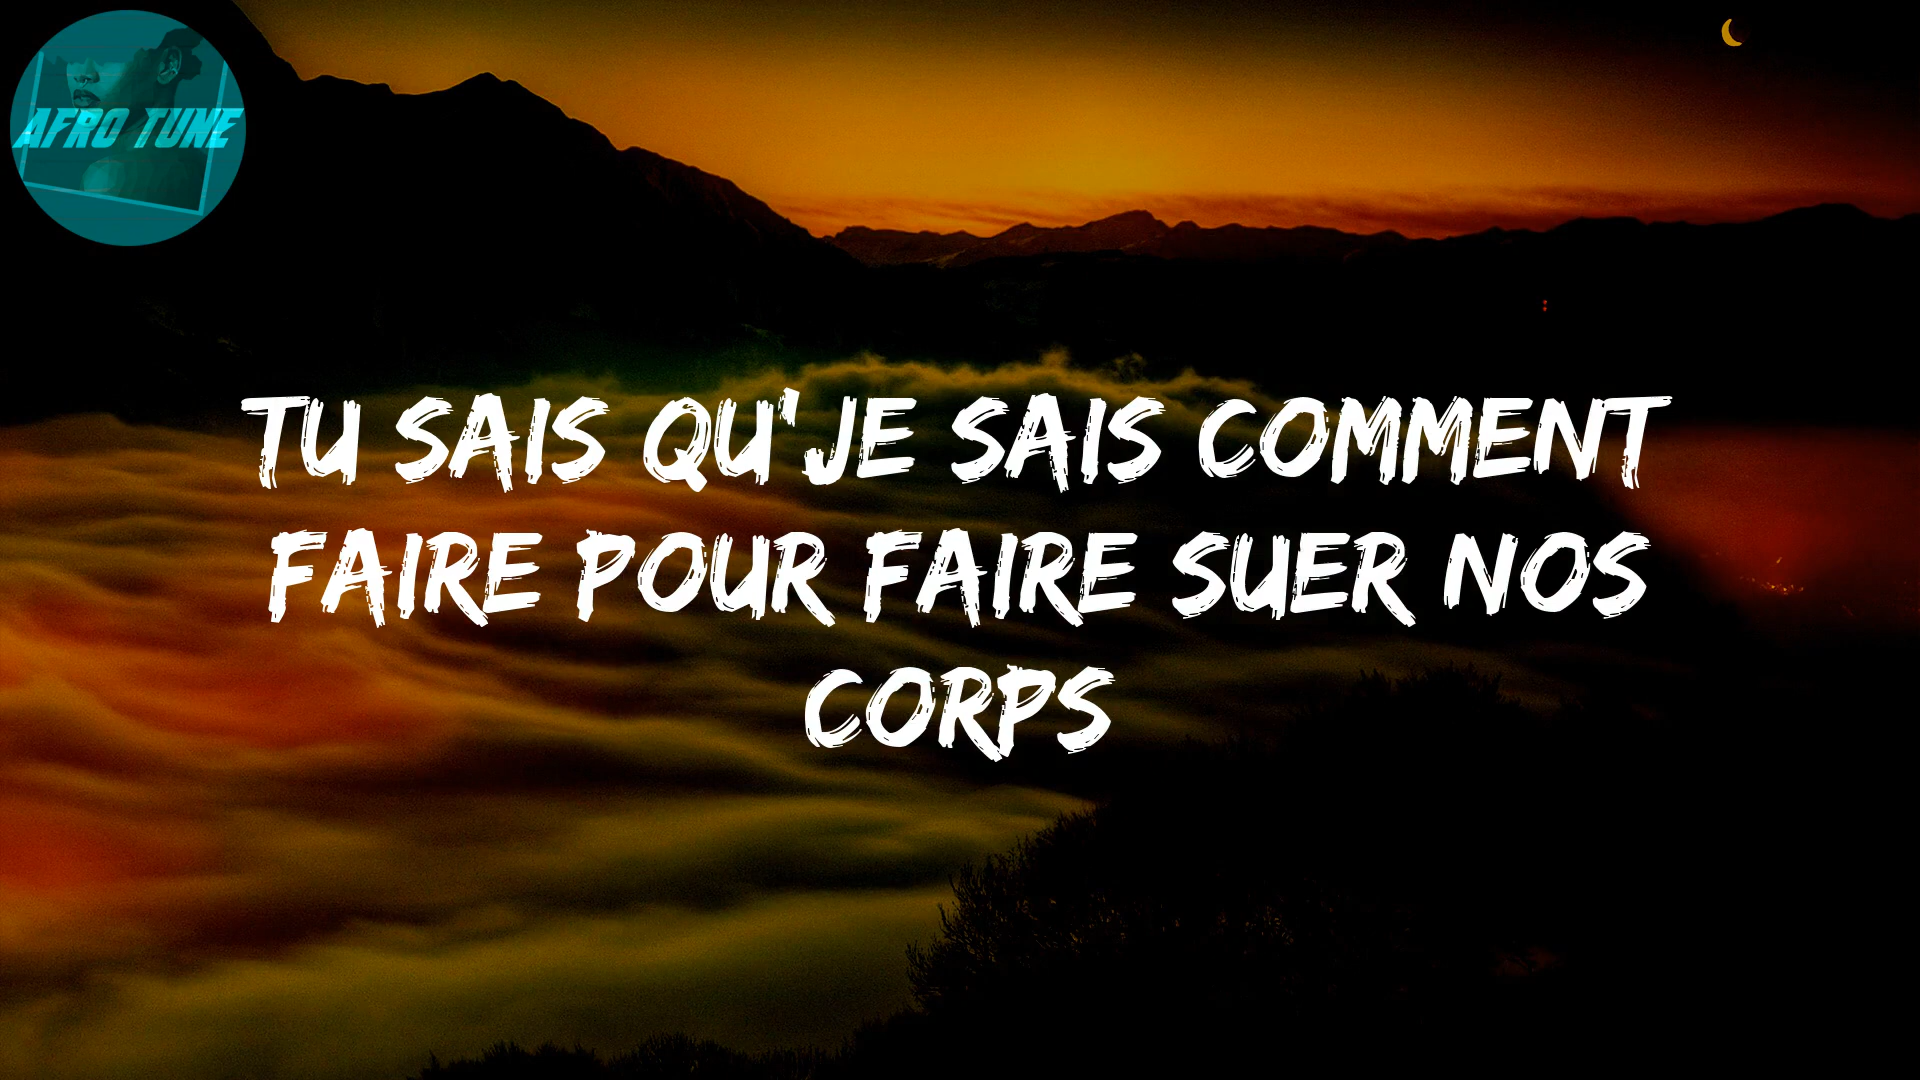 AFRO TUNE
TU SAIS QU'JE SAIS COMMENT
FAIRE POUR FAIRE SUER NOS
CORPS